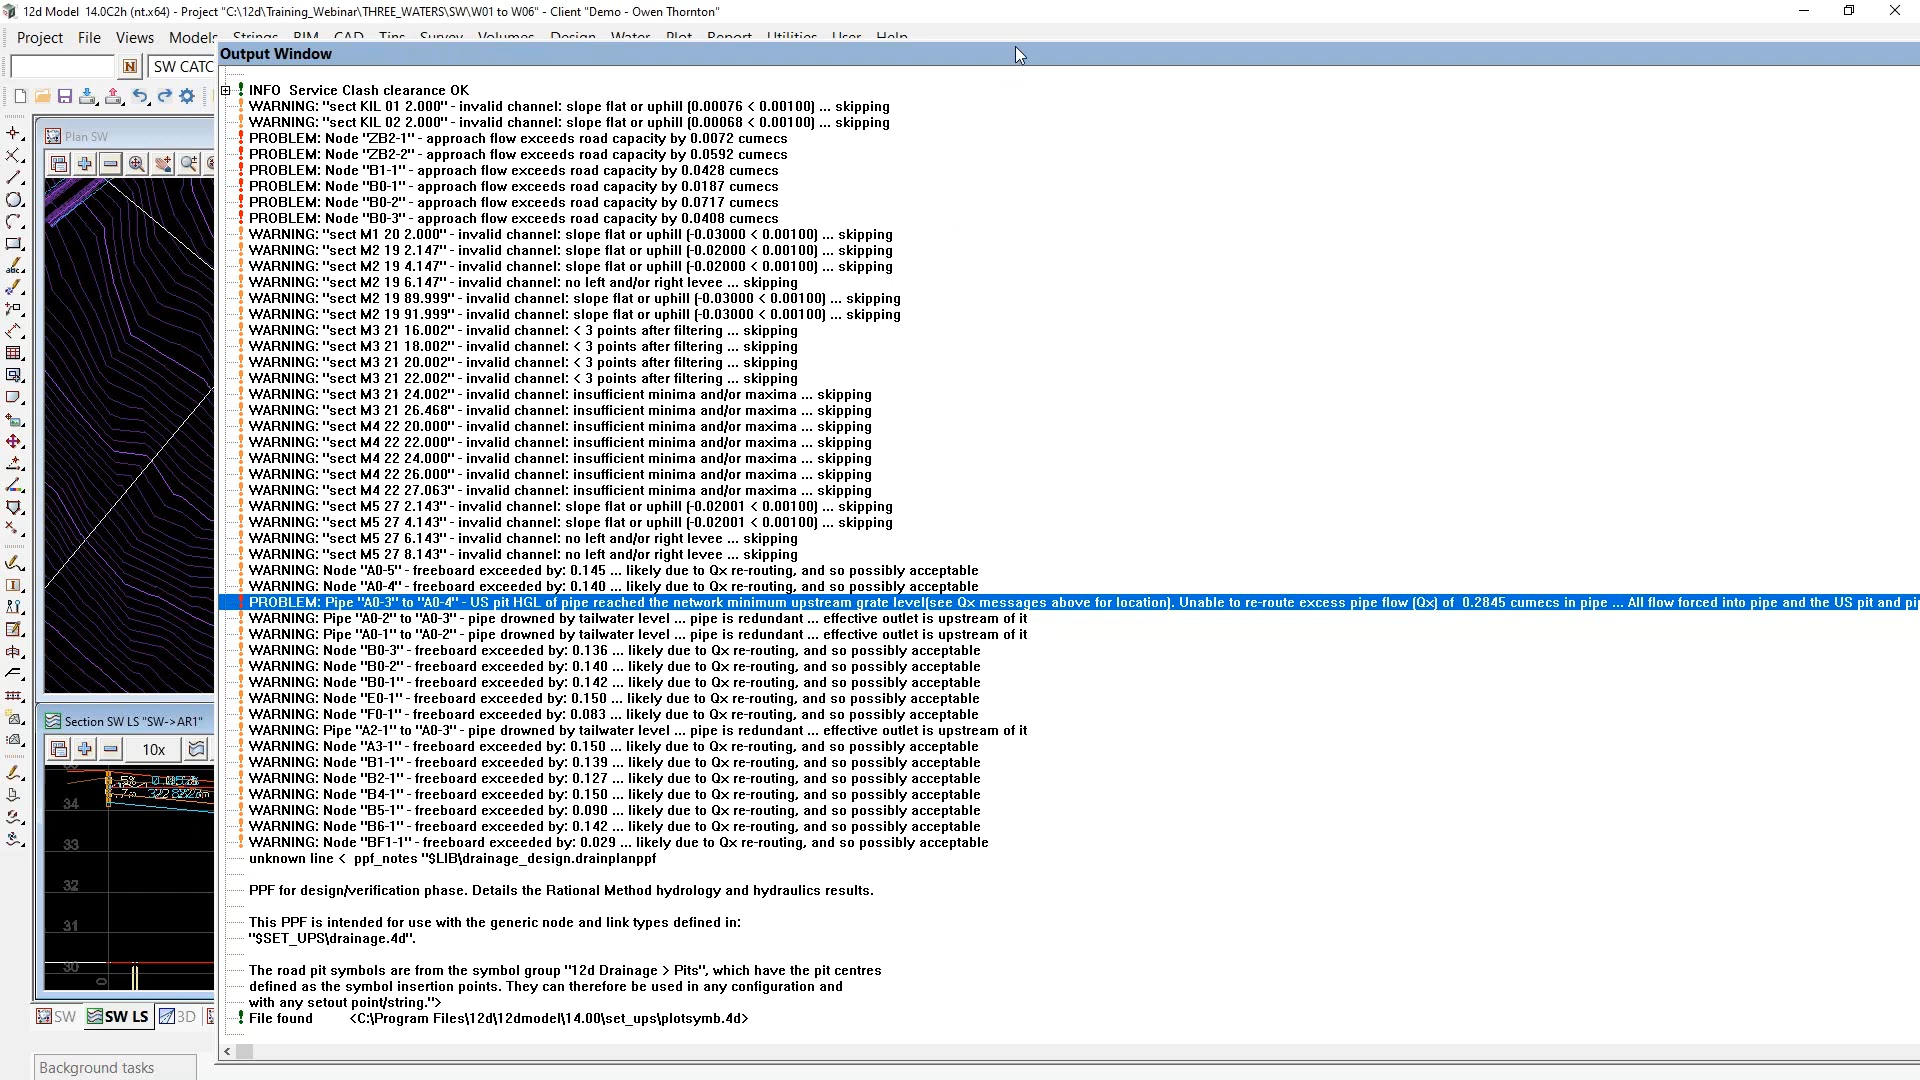 12d Model 14.0C2h (nt.x64) - Project "C:\12d\Training_Webinar\THREE_WATERS\SW\W01 to W06" - Client "Demo - Owen Thornton"
Project File Views Models Strings BIM CAD Tins Survey Volumes Design Water Plot Report Utilities User Help
Output Window
N
SW CATC
Plan SW
INFO Service Clash clearance OK
WARNING: "sect KIL 01 2.000" - invalid channel: slope flat or uphill (0.00076 < 0.00100) ... skipping
WARNING: "sect KIL 02 2.000" - invalid channel: slope flat or uphill (0.00068 < 0.00100) ... skipping
PROBLEM: Node "ZB2-1" - approach flow exceeds road capacity by 0.0072 cumecs
PROBLEM: Node "ZB2-2" - approach flow exceeds road capacity by 0.0592 cumecs
PROBLEM: Node "B1-1" - approach flow exceeds road capacity by 0.0428 cumecs
PROBLEM: Node "B0-1" - approach flow exceeds road capacity by 0.0187 cumecs
PROBLEM: Node "B0-2" - approach flow exceeds road capacity by 0.0717 cumecs
PROBLEM: Node "B0-3" - approach flow exceeds road capacity by 0.0408 cumecs
WARNING: "sect M1 20 2.000" - invalid channel: slope flat or uphill (-0.03000 < 0.00100) ... skipping
WARNING: "sect M2 19 2.147" - invalid channel: slope flat or uphill (-0.02000 < 0.00100) ... skipping
WARNING: "sect M2 19 4.147" - invalid channel: slope flat or uphill (-0.02000 < 0.00100) ... skipping
WARNING: "sect M2 19 6.147" - invalid channel: no left and/or right levee ... skipping
WARNING: "sect M2 19 89.999" - invalid channel: slope flat or uphill (-0.03000 < 0.00100) ... skipping
WARNING: "sect M2 19 91.999" - invalid channel: slope flat or uphill (-0.03000 < 0.00100) ... skipping
WARNING: "sect M3 21 16.002" - invalid channel: < 3 points after filtering ... skipping
WARNING: "sect M3 21 18.002" - invalid channel: < 3 points after filtering ... skipping
WARNING: "sect M3 21 20.002" - invalid channel: < 3 points after filtering ... skipping
WARNING: "sect M3 21 22.002" - invalid channel: < 3 points after filtering ... skipping
WARNING: "sect M3 21 24.002" - invalid channel: insufficient minima and/or maxima ... skipping
WARNING: "sect M3 21 26.468" - invalid channel: insufficient minima and/or maxima ... skipping
WARNING: "sect M4 22 20.000" - invalid channel: insufficient minima and/or maxima ... skipping
WARNING: "sect M4 22 22.000" - invalid channel: insufficient minima and/or maxima ... skipping
WARNING: "sect M4 22 24.000" - invalid channel: insufficient minima and/or maxima ... skipping
WARNING: "sect M4 22 26.000" - invalid channel: insufficient minima and/or maxima ... skipping
WARNING: "sect M4 22 27.063" - invalid channel: insufficient minima and/or maxima ... skipping
WARNING: "sect M5 27 2.143" - invalid channel: slope flat or uphill (-0.02001 < 0.00100) ... skipping
WARNING: "sect M5 27 4.143" - invalid channel: slope flat or uphill (-0.02001 < 0.00100) ... skipping
WARNING: "sect M5 27 6.143" - invalid channel: no left and/or right levee ... skipping
WARNING: "sect M5 27 8.143" - invalid channel: no left and/or right levee ... skipping
WARNING: Node "A0-5" - freeboard exceeded by: 0.145 ... likely due to Qx re-routing, and so possibly acceptable
WARNING: Node "A0-4" - freeboard exceeded by: 0.140 ... likely due to Qx re-routing, and so possibly acceptable
PROBLEM: Pipe "A0-3" to "A0-4" - US pit HGL of pipe reached the network minimum upstream grate level(see Qx messages above for location). Unable to re-route excess pipe flow (Qx) of 0.2845 cumecs in pipe ... All flow forced into pipe and the US pit and pi
WARNING: Pipe "A0-2" to "A0-3" - pipe drowned by tailwater level ... pipe is redundant ... effective outlet is upstream of it
WARNING: Pipe "A0-1" to "A0-2" - pipe drowned by tailwater level ... pipe is redundant ... effective outlet is upstream of it
WARNING: Node "B0-3" - freeboard exceeded by: 0.136 ... likely due to Qx re-routing, and so possibly acceptable
WARNING: Node "B0-2" - freeboard exceeded by: 0.140 ... likely due to Qx re-routing, and so possibly acceptable
WARNING: Node "B0-1" - freeboard exceeded by: 0.142 ... likely due to Qx re-routing, and so possibly acceptable
WARNING: Node "E0-1" - freeboard exceeded by: 0.150 ... likely due to Qx re-routing, and so possibly acceptable
WARNING: Node "F0-1" - freeboard exceeded by: 0.083 ... likely due to Qx re-routing, and so possibly acceptable
WARNING: Pipe "A2-1" to "A0-3" - pipe drowned by tailwater level ... pipe is redundant ... effective outlet is upstream of it
WARNING: Node "A3-1" - freeboard exceeded by: 0.150 ... likely due to Qx re-routing, and so possibly acceptable
WARNING: Node "B1-1" - freeboard exceeded by: 0.139 ... likely due to Qx re-routing, and so possibly acceptable
WARNING: Node "B2-1" - freeboard exceeded by: 0.127 ... likely due to Qx re-routing, and so possibly acceptable
WARNING: Node "B4-1" - freeboard exceeded by: 0.150 ... likely due to Qx re-routing, and so possibly acceptable
WARNING: Node "B5-1" - freeboard exceeded by: 0.090 ... likely due to Qx re-routing, and so possibly acceptable
WARNING: Node "B6-1" - freeboard exceeded by: 0.142 ... likely due to Qx re-routing, and so possibly acceptable
WARNING: Node "BF1-1" - freeboard exceeded by: 0.029 ... likely due to Qx re-routing, and so possibly acceptable
unknown line < ppf_notes "$LIB\drainage_design.drainplanppf
PPF for design/verification phase. Details the Rational Method hydrology and hydraulics results.
This PPF is intended for use with the generic node and link types defined in:
"$SET_UPS\drainage.4d".
The road pit symbols are from the symbol group "12d Drainage > Pits", which have the pit centres
defined as the symbol insertion points. They can therefore be used in any configuration and
with any setout point/string.">
File found <C:\Program Files\12d\12dmodel\14.00\set_ups\plotsymb.4d>
Section SW LS "SW->AR1"
10x
34
33
32
31
30
0
SW SW LS 3D
Background tasks